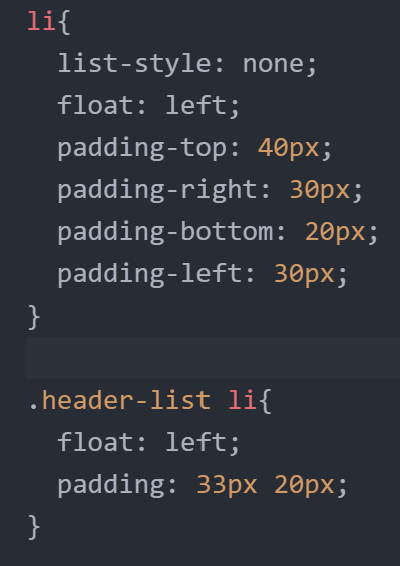 li{
  list-style: none;
  float: left;
  padding-top: 40px;
  padding-right: 30px;
  padding-bottom: 20px;
  padding-left: 30px;
}

.header-list li{
  float: left;
  padding: 33px 20px;
}